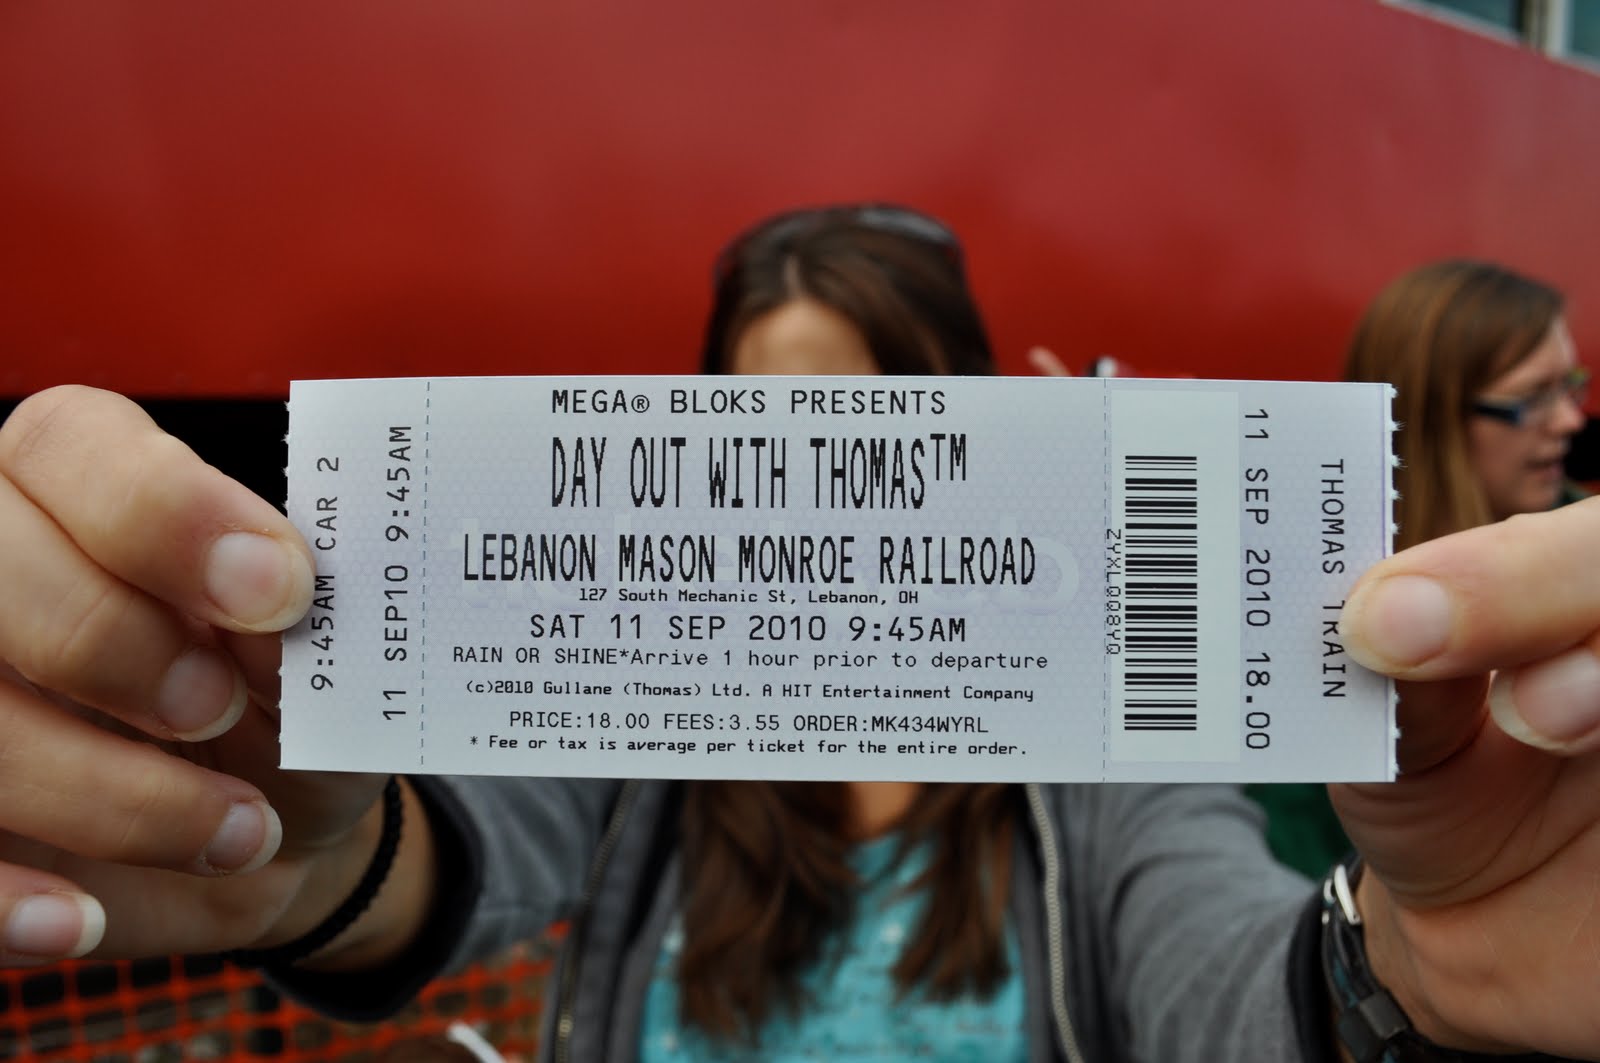 9:45AM CAR 2
11 SEP10 9:45AM
MEGA® BLOKS PRESENTS
DAY OUT WITH THOMAS™
LEBANON MASON MONROE RAILROAD
127 South Mechanic St, Lebanon, OH
SAT 11 SEP 2010 9:45AM
RAIN OR SHINE*Arrive 1 hour prior to departure
(c)2010 Gullane (Thomas) Ltd. A HIT Entertainment Company
PRICE:18.00 FEES:3.55 ORDER:MK434WYRL
* Fee or tax is average per ticket for the entire order.
11 SEP 2010 18.00
THOMAS TRAIN